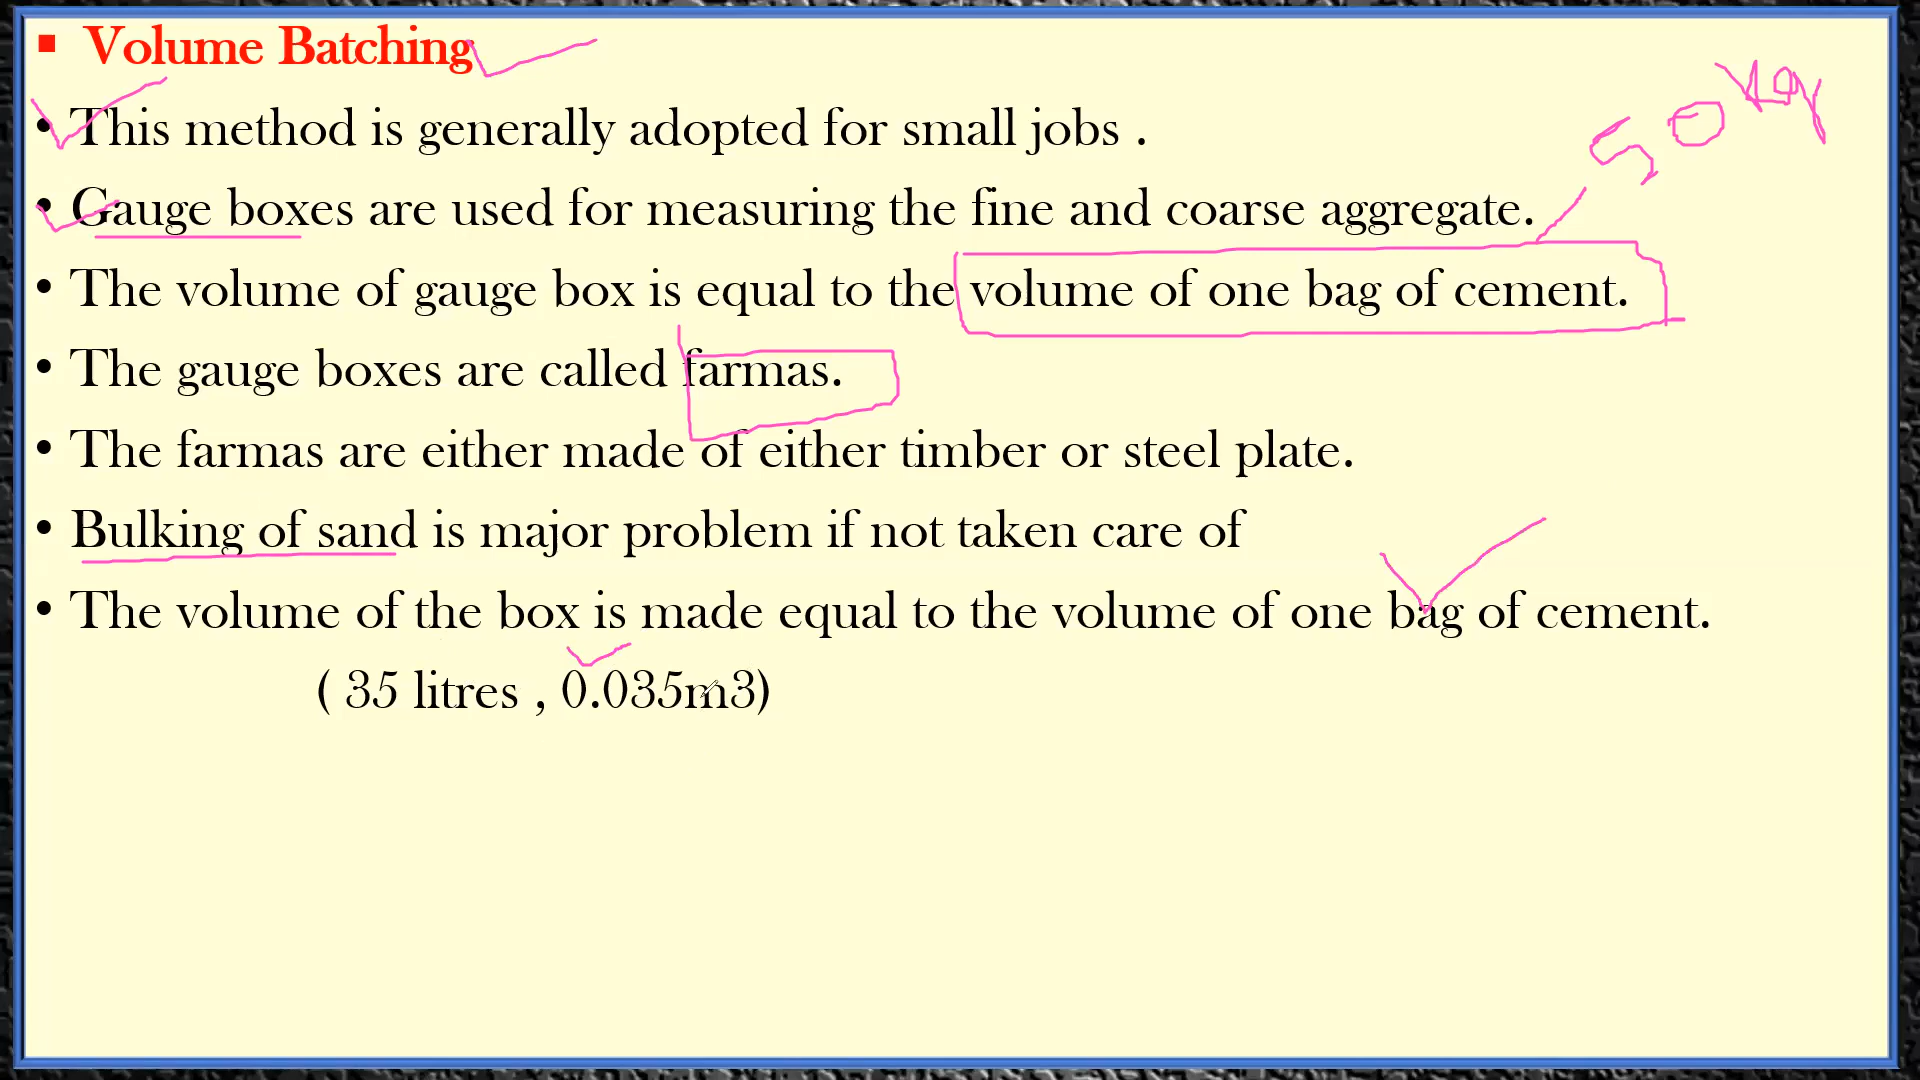 ▪ Volume Batching
• This method is generally adopted for small jobs .
• Gauge boxes are used for measuring the fine and coarse aggregate.
50 kg
• The volume of gauge box is equal to the volume of one bag of cement.
• The gauge boxes are called farmas.
• The farmas are either made of either timber or steel plate.
• Bulking of sand is major problem if not taken care of
• The volume of the box is made equal to the volume of one bag of cement.
( 35 litres , 0.035m3)